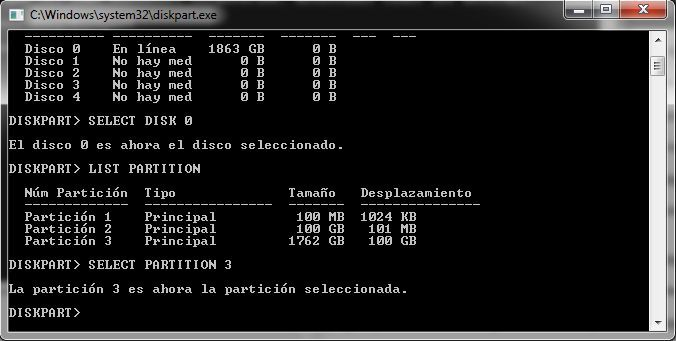 C:\Windows\system32\diskpart.exe
---------- ---------- ------- ------- --- ---
Disco 0 En línea 1863 GB 0 B
Disco 1 No hay med 0 B 0 B
Disco 2 No hay med 0 B 0 B
Disco 3 No hay med 0 B 0 B
Disco 4 No hay med 0 B 0 B
DISKPART> SELECT DISK 0
El disco 0 es ahora el disco seleccionado.
DISKPART> LIST PARTITION
Núm Partición Tipo Tamaño Desplazamiento
------------- ---------------- ------- ---------------
Partición 1 Principal 100 MB 1024 KB
Partición 2 Principal 100 GB 101 MB
Partición 3 Principal 1762 GB 100 GB
DISKPART> SELECT PARTITION 3
La partición 3 es ahora la partición seleccionada.
DISKPART>